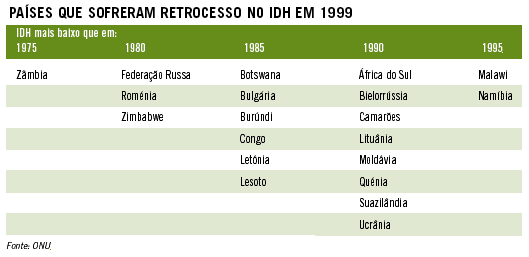 PAÍSES QUE SOFRERAM RETROCESSO NO IDH EM 1999
IDH mais baixo que em:
1975 1980 1985 1990 1995
Zâmbia Federação Russa Botswana África do Sul Malawi
Roménia Bulgária Bielorrússia Namíbia
Zimbabwe Burúndi Camarões
Congo Lituânia
Letónia Moldávia
Lesoto Quénia
Suazilândia
Ucrânia
Fonte: ONU,